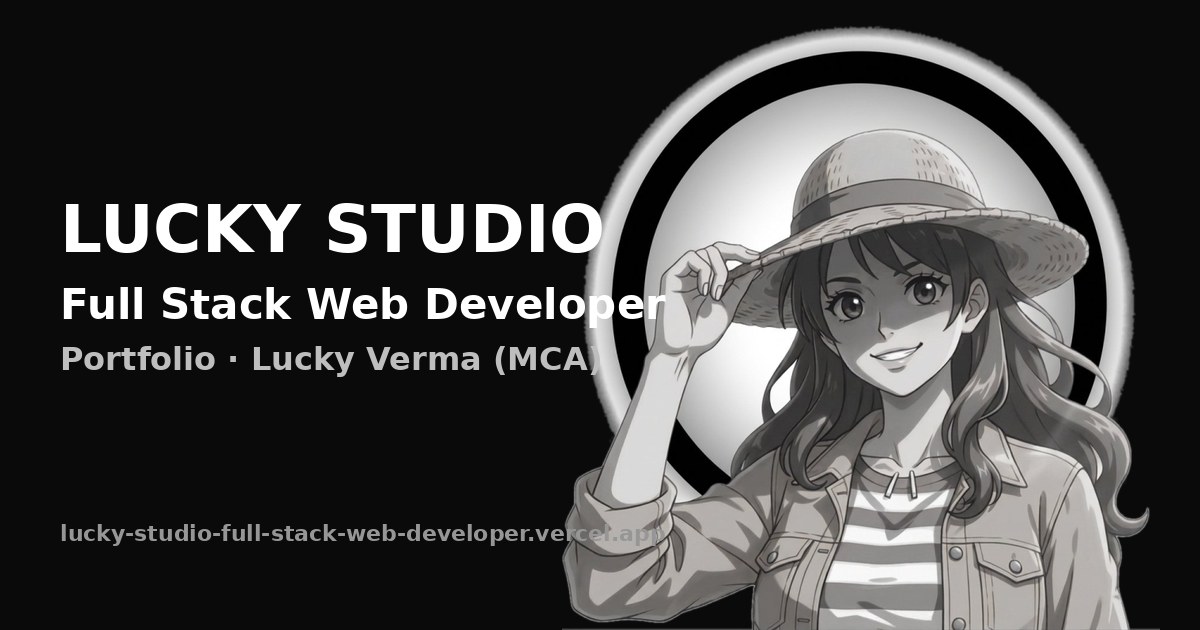 LUCKY STUDIO
Full Stack Web Developer
Portfolio · Lucky Verma (MCA)
lucky-studio-full-stack-web-developer.vercel.app